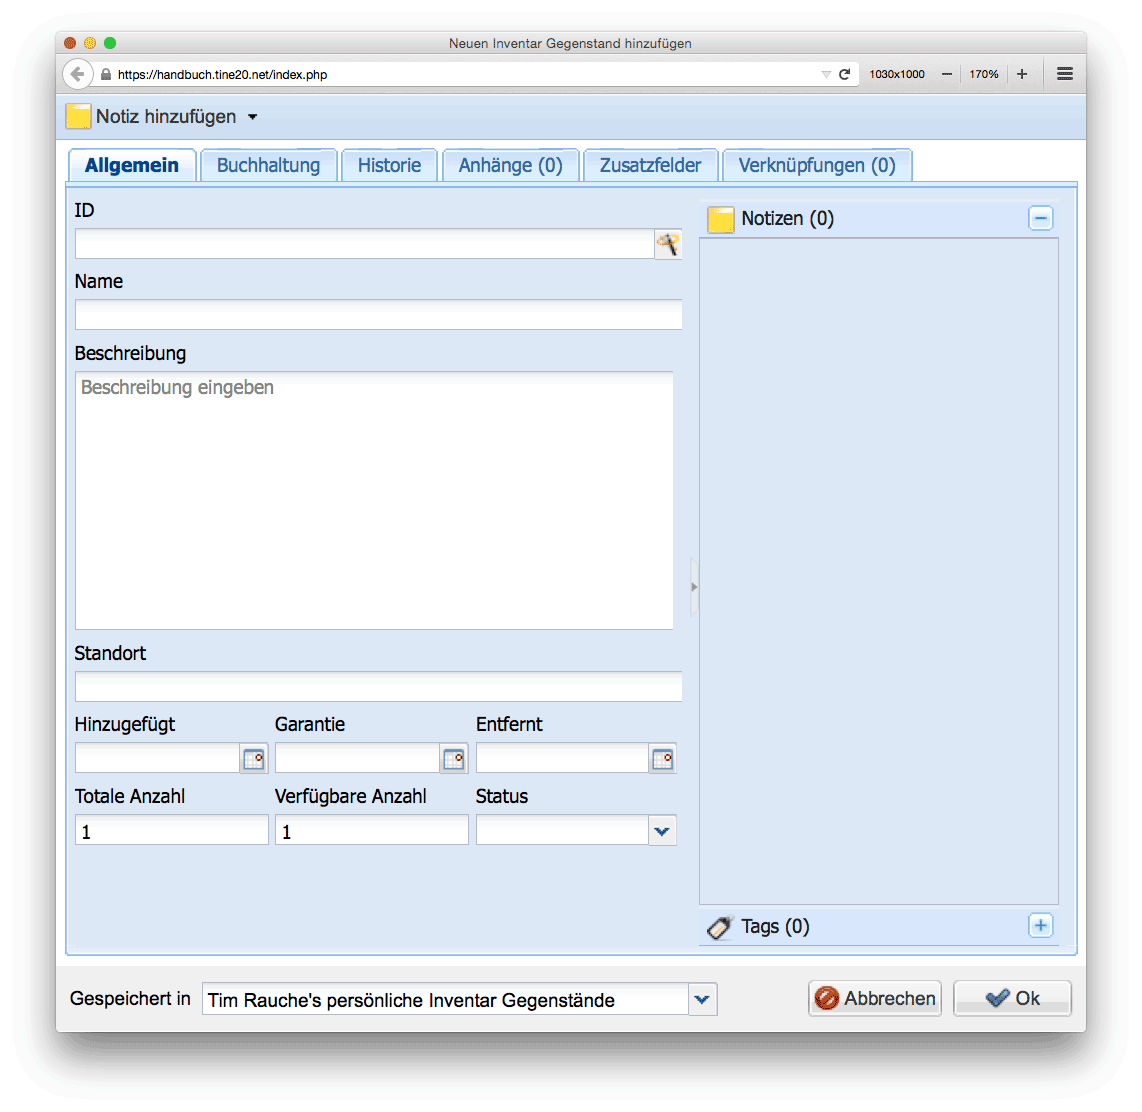 Neuen Inventar Gegenstand hinzufügen
https://handbuch.tine20.net/index.php 1030x1000 170%
Notiz hinzufügen
Allgemein Buchhaltung Historie Anhänge (0) Zusatzfelder Verknüpfungen (0)
ID
Notizen (0)
Name
Beschreibung
Beschreibung eingeben
Standort
Hinzugefügt Garantie Entfernt
Totale Anzahl Verfügbare Anzahl Status
1 1
Tags (0)
Gespeichert in Tim Rauche's persönliche Inventar Gegenstände Abbrechen Ok